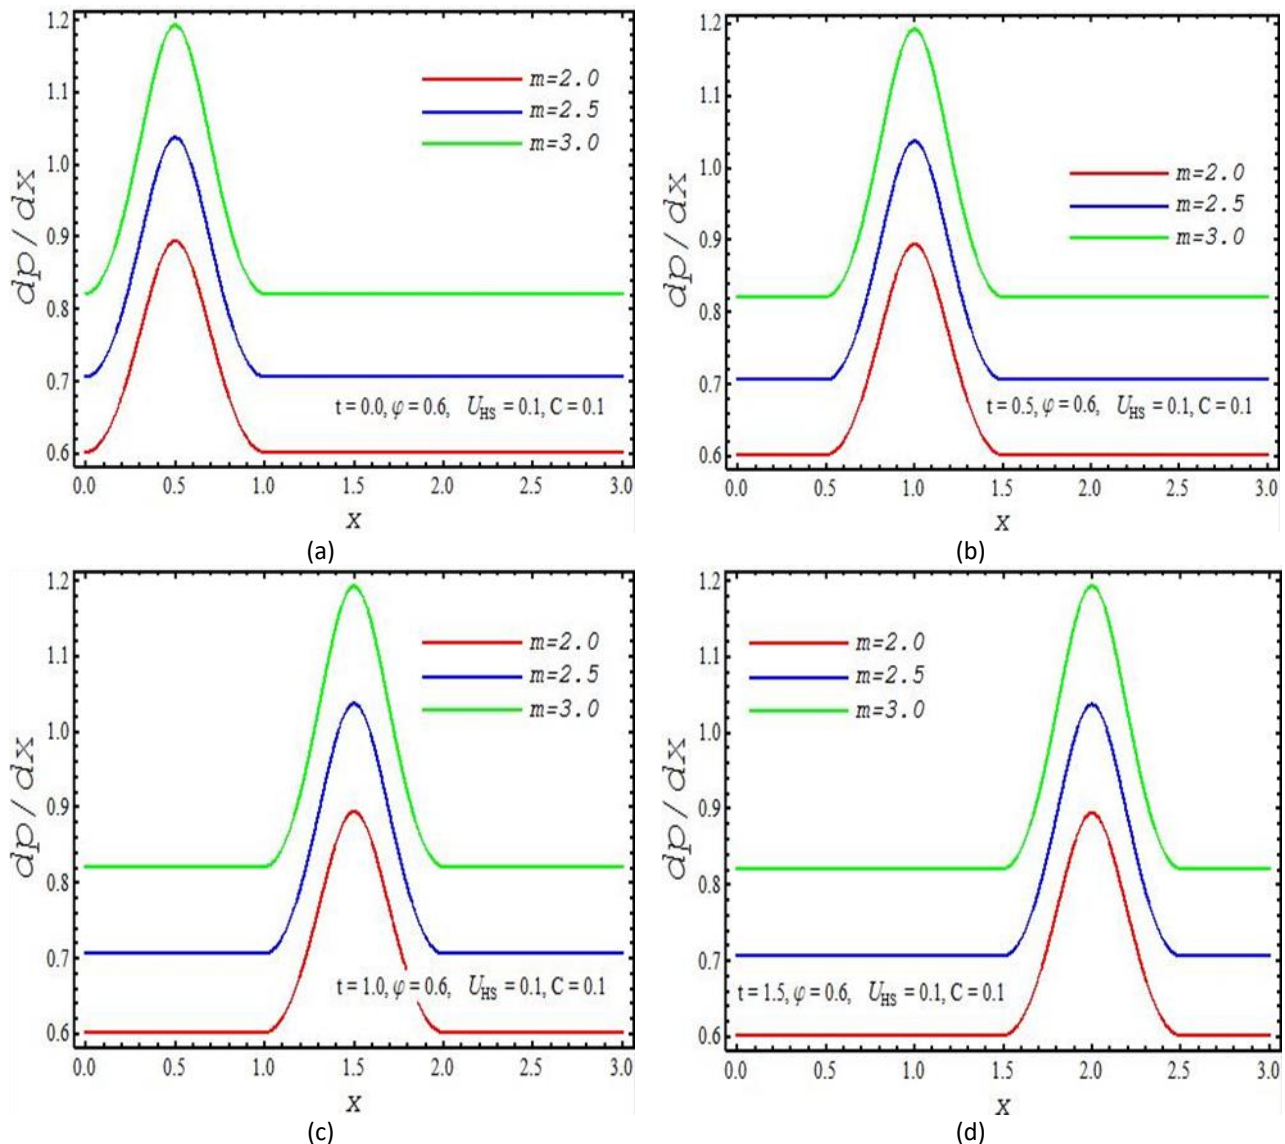 1.2
1.1
1.0
0.9
0.8
0.7
0.6
dp/dx
m=2.0
m=2.5
m=3.0
t = 0.0, φ = 0.6, U_HS = 0.1, C = 0.1
0.0 0.5 1.0 1.5 2.0 2.5 3.0
x
(a)
1.2
1.1
1.0
0.9
0.8
0.7
0.6
dp/dx
m=2.0
m=2.5
m=3.0
t = 0.5, φ = 0.6, U_HS = 0.1, C = 0.1
0.0 0.5 1.0 1.5 2.0 2.5 3.0
x
(b)
1.2
1.1
1.0
0.9
0.8
0.7
0.6
dp/dx
m=2.0
m=2.5
m=3.0
t = 1.0, φ = 0.6, U_HS = 0.1, C = 0.1
0.0 0.5 1.0 1.5 2.0 2.5 3.0
x
(c)
1.2
1.1
1.0
0.9
0.8
0.7
0.6
dp/dx
m=2.0
m=2.5
m=3.0
t = 1.5, φ = 0.6, U_HS = 0.1, C = 0.1
0.0 0.5 1.0 1.5 2.0 2.5 3.0
x
(d)